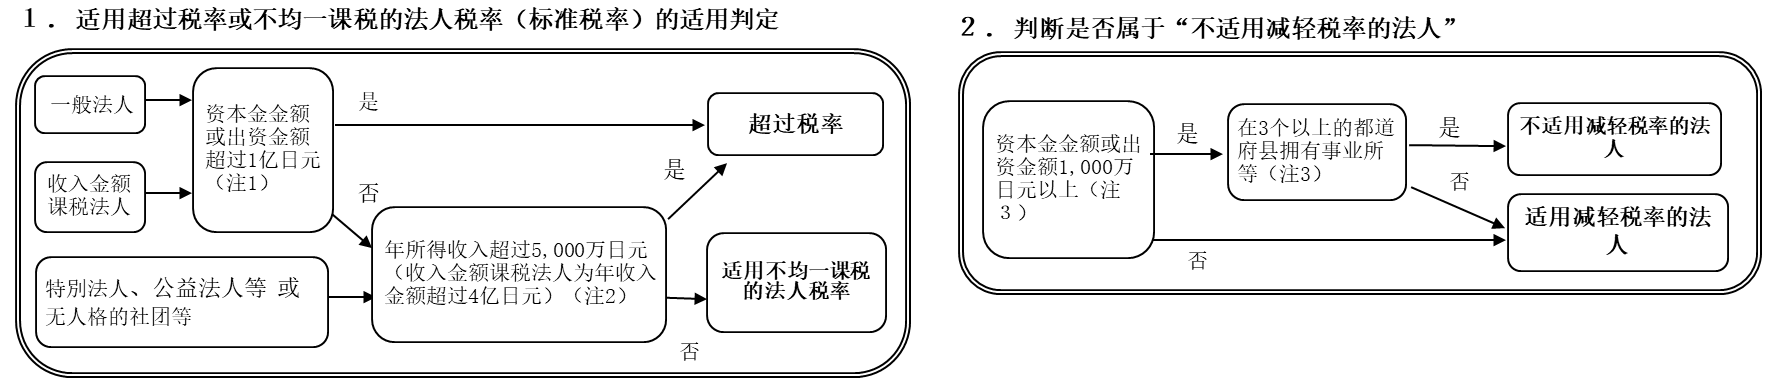 １．适用超过税率或不均一课税的法人税率（标准税率）的适用判定
一般法人
收入金额
课税法人
特別法人、公益法人等 或
无人格的社团等
资本金金额
或出资金额
超过1亿日元
（注1）
是
否
年所得收入超过5,000万日元
（收入金额课税法人为年收入
金额超过4亿日元）（注2）
是
否
超过税率
适用不均一课税
的法人税率
２．判断是否属于“不适用减轻税率的法人”
资本金金额或出
资金额1,000万
日元以上（注
３）
是
否
在3个以上的都道
府县拥有事业所
等（注3）
是
否
不适用减轻税率的法
人
适用减轻税率的法
人